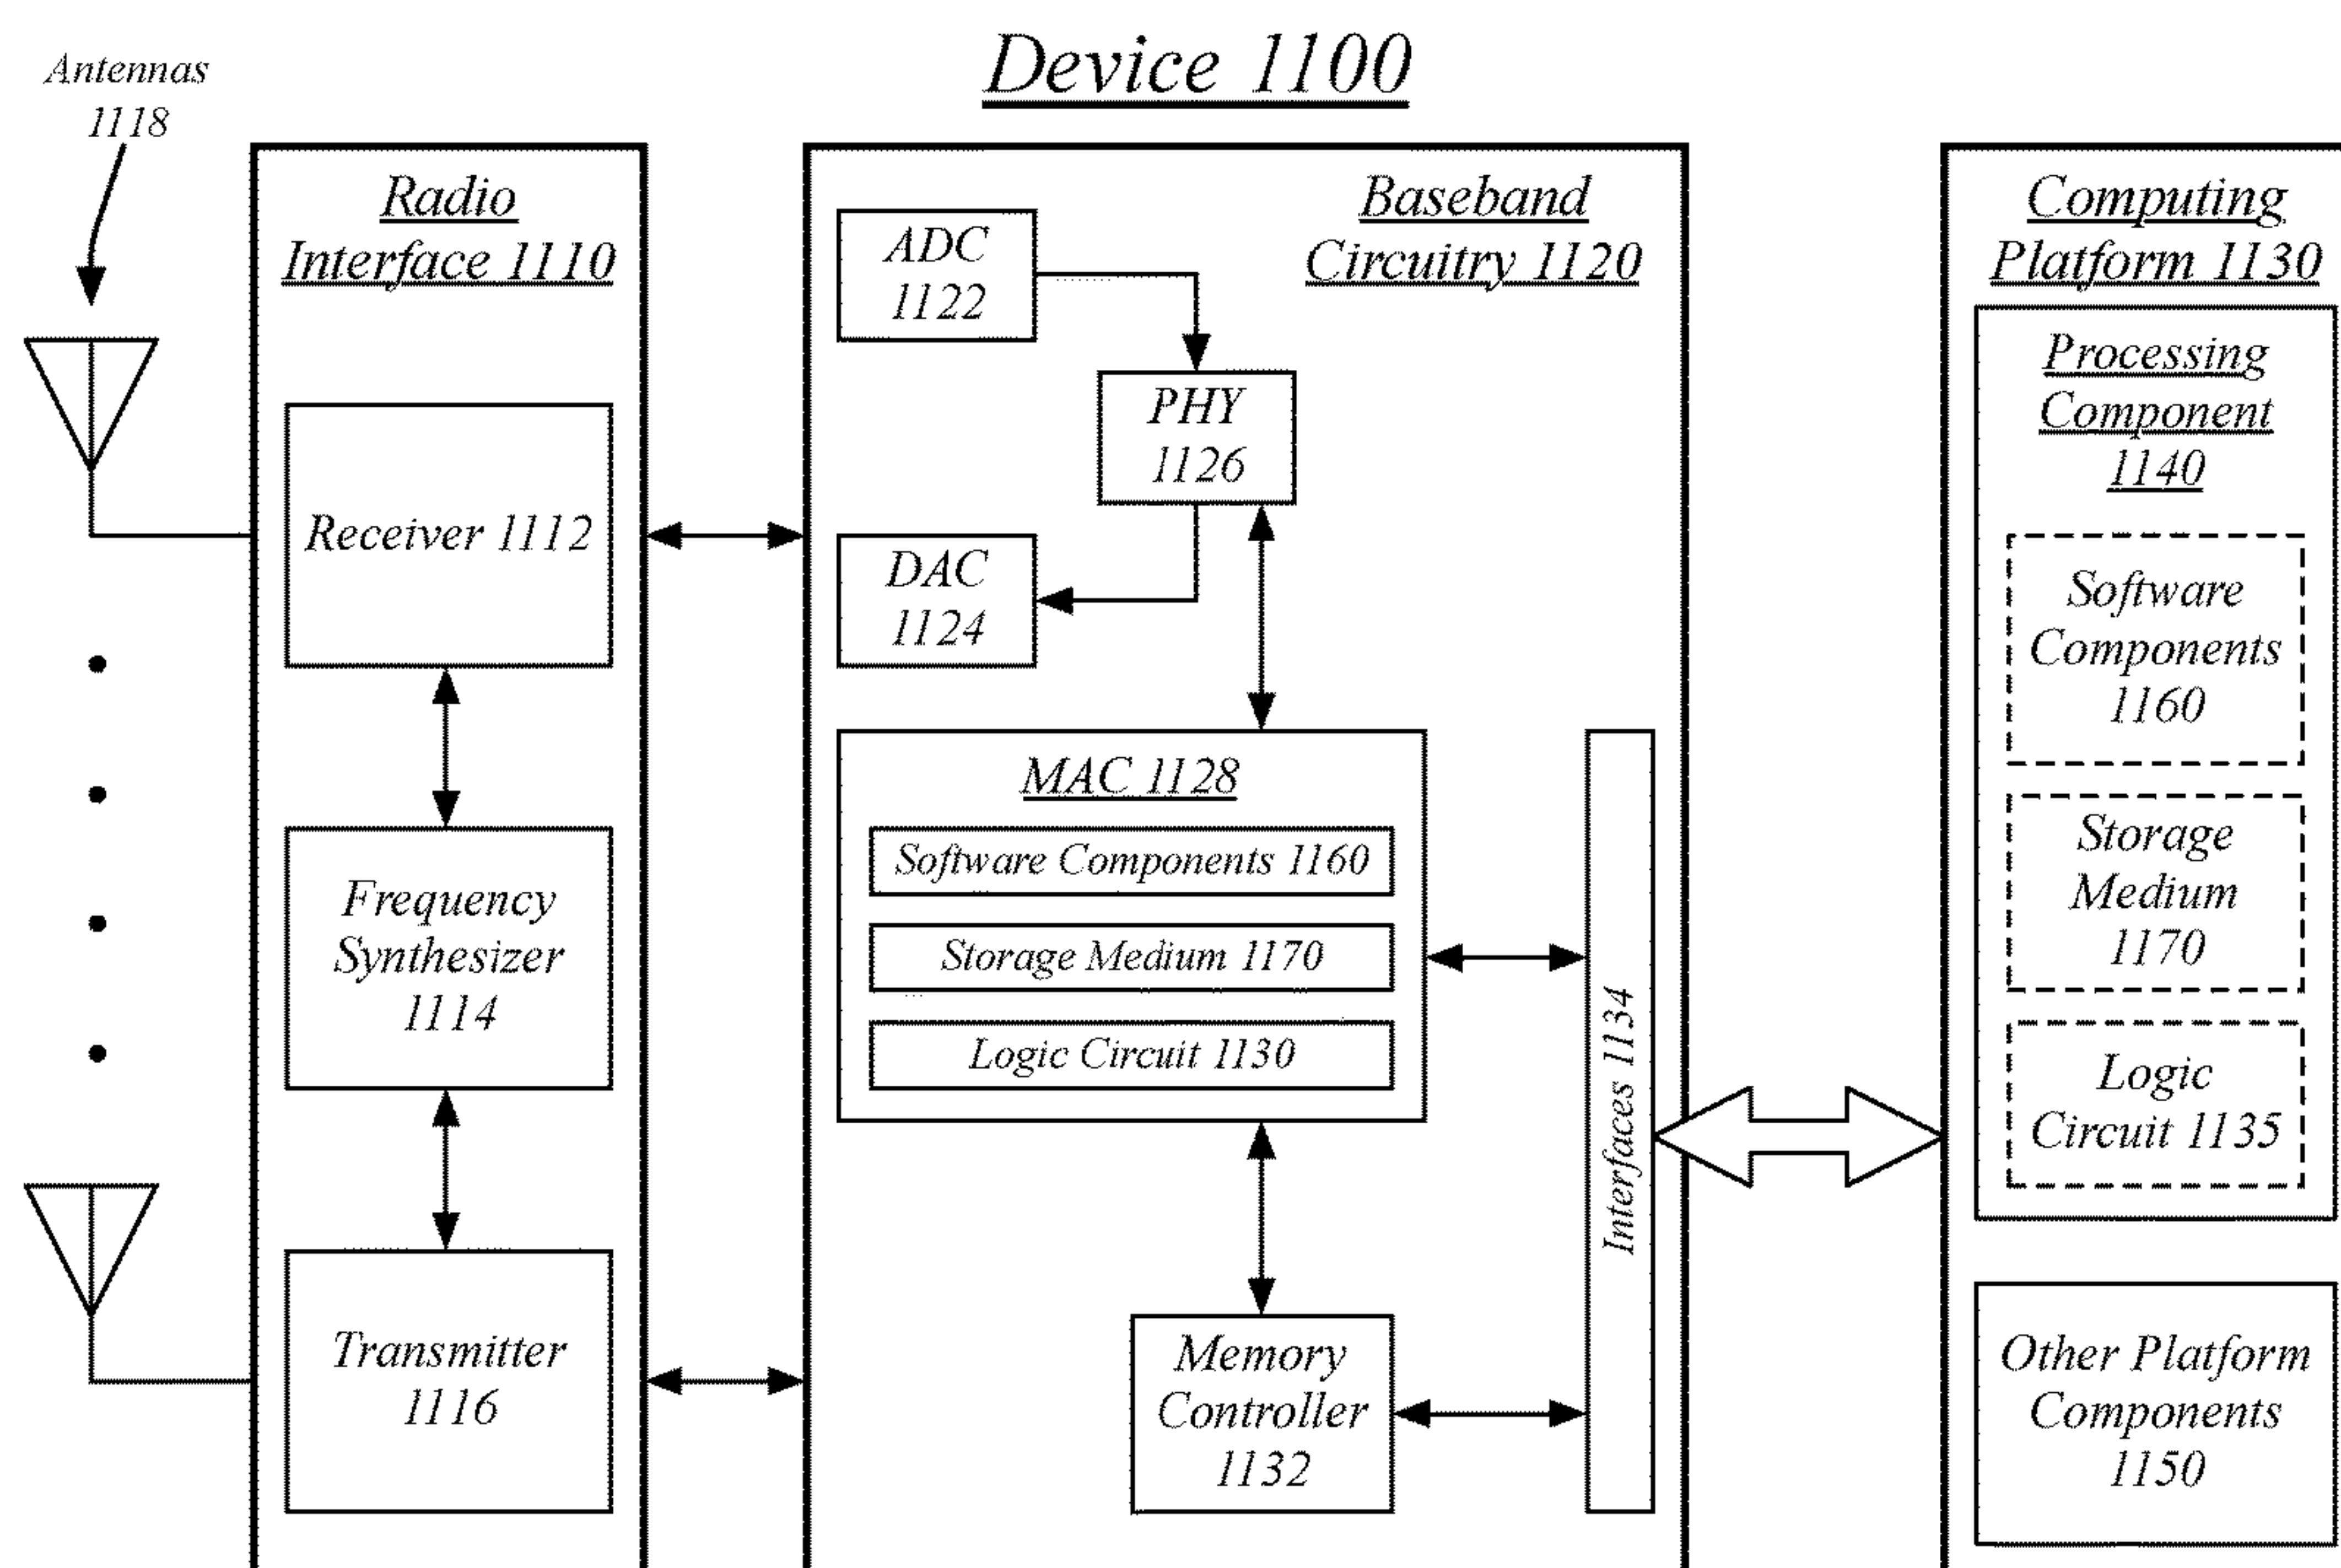 Device 1100
Antennas
1118
Radio
Interface 1110
Receiver 1112
Frequency
Synthesizer
1114
Transmitter
1116
Baseband
Circuitry 1120
ADC
1122
PHY
1126
DAC
1124
MAC 1128
Software Components 1160
Storage Medium 1170
Logic Circuit 1130
Interfaces 1134
Memory
Controller
1132
Computing
Platform 1130
Processing
Component
1140
Software
Components
1160
Storage
Medium
1170
Logic
Circuit 1135
Other Platform
Components
1150